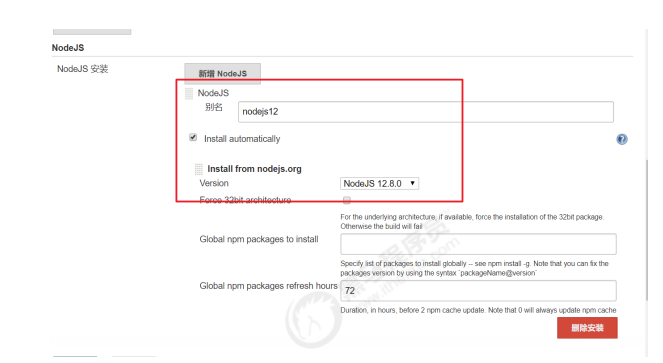 NodeJS
NodeJS 安装
新增 NodeJS
NodeJS
别名
nodejs12
Install automatically
Install from nodejs.org
Version
NodeJS 12.8.0
Force 32bit architecture
For the underlying architecture, if available, force the installation of the 32bit package.
Otherwise the build will fail
Global npm packages to install
Specify list of packages to install globally -- see npm install -g. Note that you can fix the
packages version by using the syntax `packageName@version`
Global npm packages refresh hours
72
Duration, in hours, before 2 npm cache update. Note that 0 will always update npm cache
删除安装